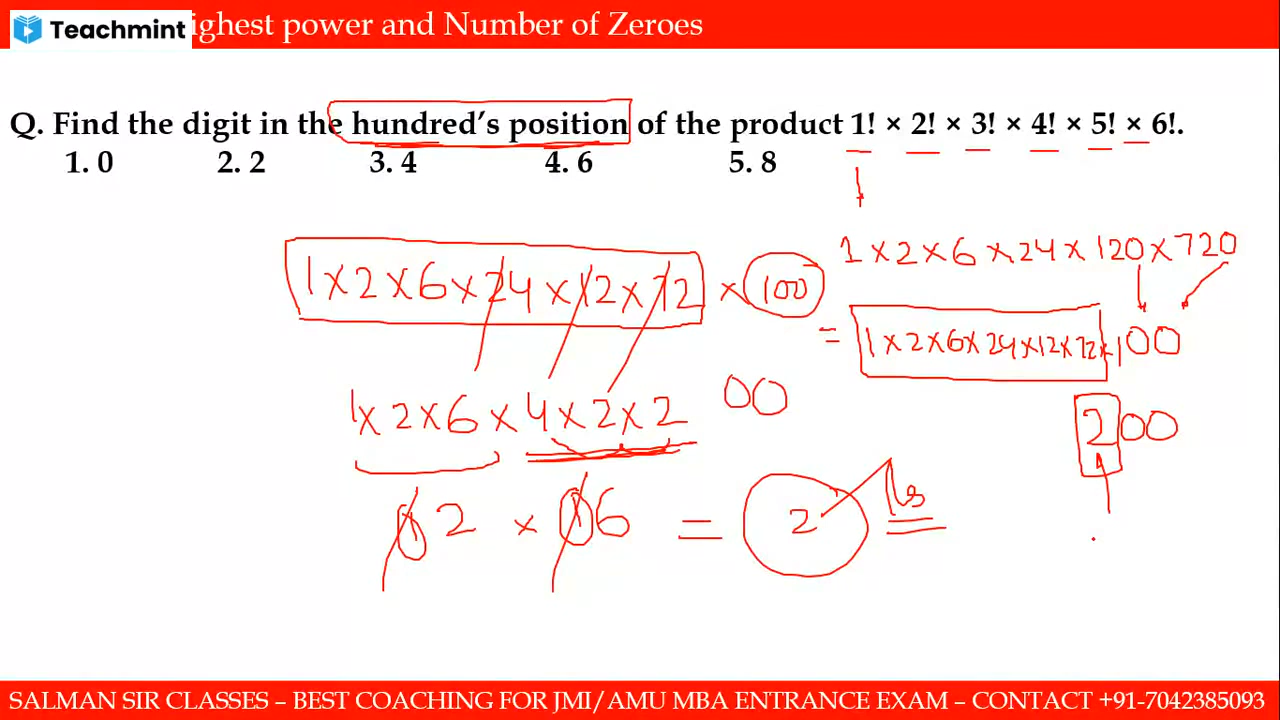 Teachmint
ighest power and Number of Zeroes
Q. Find the digit in the hundred's position of the product 1! × 2! × 3! × 4! × 5! × 6!.
1. 0 2. 2 3. 4 4. 6 5. 8
1 × 2 × 6 × 24 × 120 × 720
1 × 2 × 6 × 24 × 12 × 72 × 100
= 1 × 2 × 6 × 24 × 12 × 72 × 100
1 × 2 × 6 × 4 × 2 × 2 00
200
12 × 16 = 2
SALMAN SIR CLASSES – BEST COACHING FOR JMI/AMU MBA ENTRANCE EXAM – CONTACT +91-7042385093